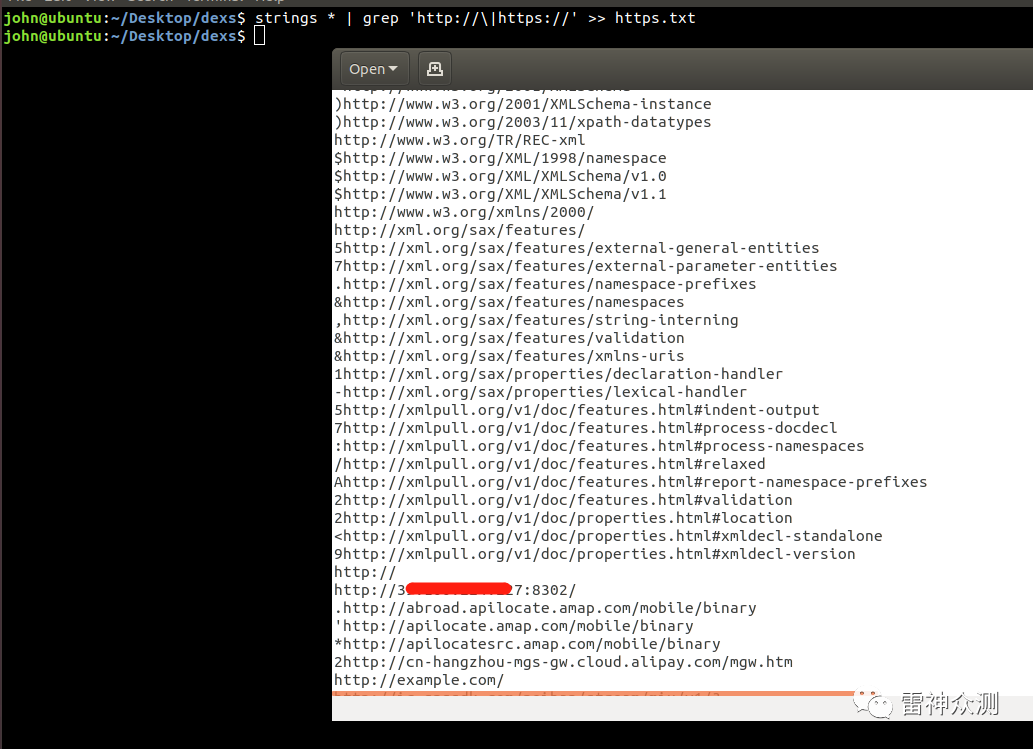 john@ubuntu:~/Desktop/dexs$ strings * | grep 'http://\|https://' >> https.txt
john@ubuntu:~/Desktop/dexs$
Open
)http://www.w3.org/2001/XMLSchema-instance
)http://www.w3.org/2003/11/xpath-datatypes
http://www.w3.org/TR/REC-xml
$http://www.w3.org/XML/1998/namespace
$http://www.w3.org/XML/XMLSchema/v1.0
$http://www.w3.org/XML/XMLSchema/v1.1
http://www.w3.org/xmlns/2000/
http://xml.org/sax/features/
5http://xml.org/sax/features/external-general-entities
7http://xml.org/sax/features/external-parameter-entities
.http://xml.org/sax/features/namespace-prefixes
&http://xml.org/sax/features/namespaces
,http://xml.org/sax/features/string-interning
&http://xml.org/sax/features/validation
&http://xml.org/sax/features/xmlns-uris
1http://xml.org/sax/properties/declaration-handler
-http://xml.org/sax/properties/lexical-handler
5http://xmlpull.org/v1/doc/features.html#indent-output
7http://xmlpull.org/v1/doc/features.html#process-docdecl
:http://xmlpull.org/v1/doc/features.html#process-namespaces
/http://xmlpull.org/v1/doc/features.html#relaxed
Ahttp://xmlpull.org/v1/doc/features.html#report-namespace-prefixes
2http://xmlpull.org/v1/doc/features.html#validation
2http://xmlpull.org/v1/doc/properties.html#location
<http://xmlpull.org/v1/doc/properties.html#xmldecl-standalone
9http://xmlpull.org/v1/doc/properties.html#xmldecl-version
http://
http://3 7:8302/
.http://abroad.apilocate.amap.com/mobile/binary
'http://apilocate.amap.com/mobile/binary
*http://apilocatesrc.amap.com/mobile/binary
2http://cn-hangzhou-mgs-gw.cloud.alipay.com/mgw.htm
http://example.com/
雷神众测